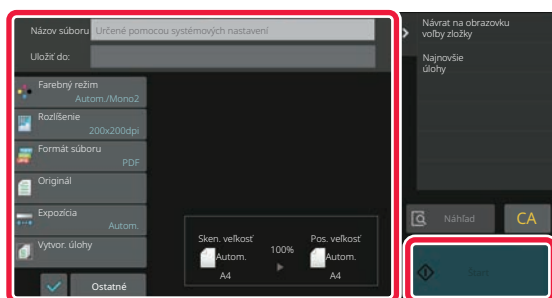 Názov súboru
Určené pomocou systémových nastavení
Uložiť do:
Farebný režim
Autom./Mono2
Rozlíšenie
200x200dpi
Formát súboru
PDF
Originál
Expozícia
Autom.
Vytvor. úlohy
Ostatné
Sken. veľkosť
Autom.
A4
100%
Pos. veľkosť
Autom.
A4
Návrat na obrazovku
voľby zložky
Najnovšie
úlohy
Náhľad
CA
Štart